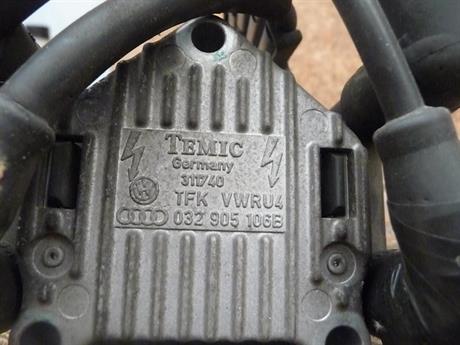 TEMIC
Germany
311740
TFK VWRU4
032 905 106B